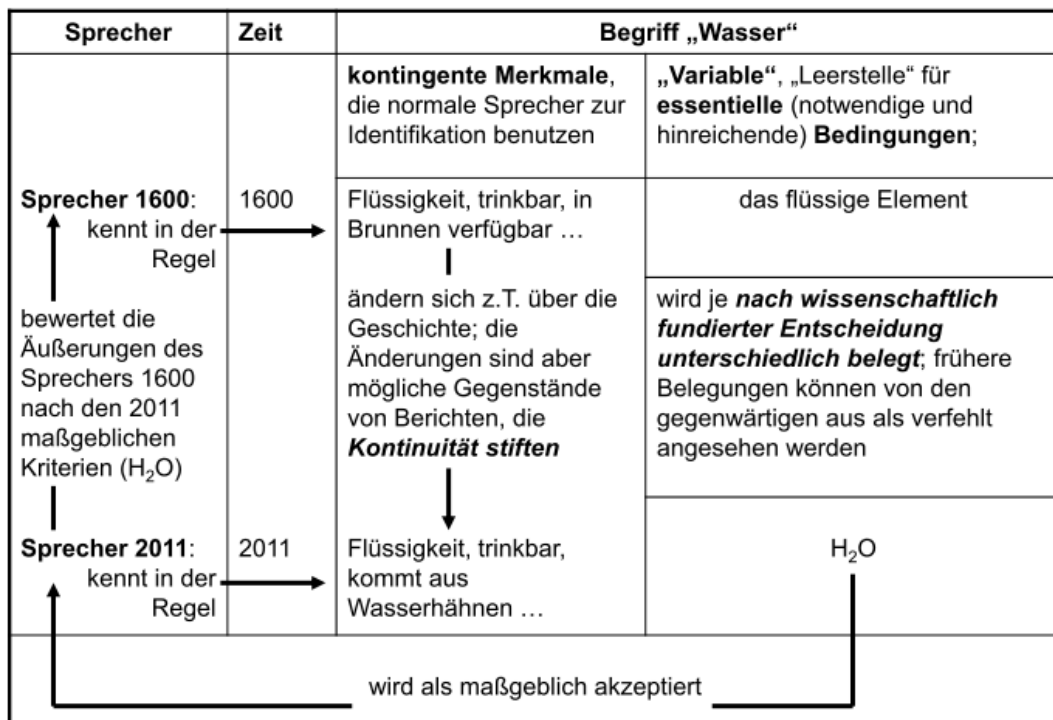 Sprecher
Zeit
Begriff „Wasser“
kontingente Merkmale,
die normale Sprecher zur
Identifikation benutzen
„Variable“, „Leerstelle“ für
essentielle (notwendige und
hinreichende) Bedingungen;
Sprecher 1600:
kennt in der
Regel
1600
Flüssigkeit, trinkbar, in
Brunnen verfügbar …
das flüssige Element
bewertet die
Äußerungen des
Sprechers 1600
nach den 2011
maßgeblichen
Kriterien (H₂O)
ändern sich z.T. über die
Geschichte; die
Änderungen sind aber
mögliche Gegenstände
von Berichten, die
Kontinuität stiften
wird je nach wissenschaftlich
fundierter Entscheidung
unterschiedlich belegt; frühere
Belegungen können von den
gegenwärtigen aus als verfehlt
angesehen werden
Sprecher 2011:
kennt in der
Regel
2011
Flüssigkeit, trinkbar,
kommt aus
Wasserhähnen …
H₂O
wird als maßgeblich akzeptiert